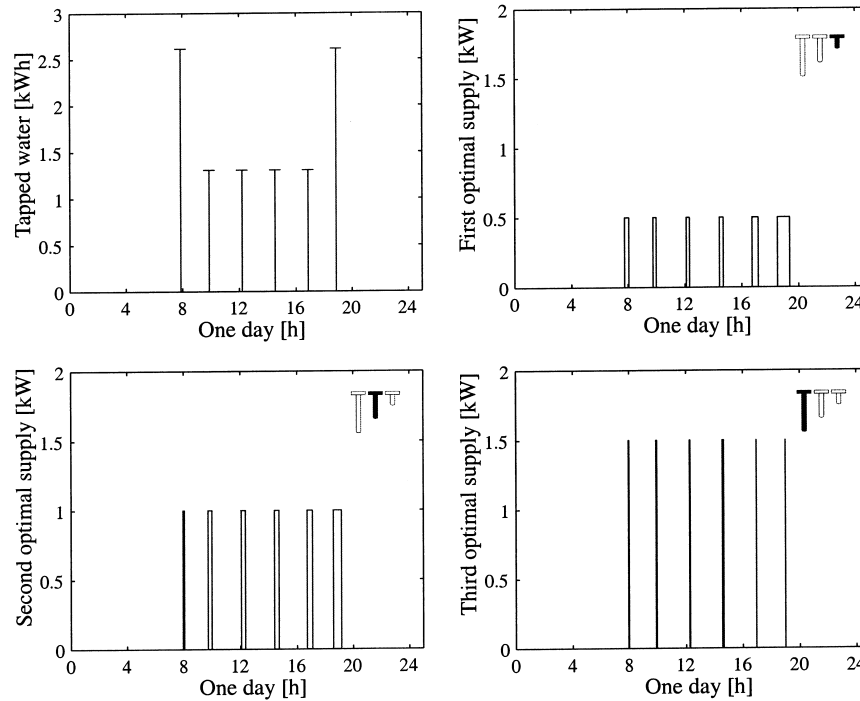 3
2.5
2
1.5
1
0.5
0
Tapped water [kWh]
0 4 8 12 16 20 24
One day [h]
2
1.5
1
0.5
0
First optimal supply [kW]
0 4 8 12 16 20 24
One day [h]
2
1.5
1
0.5
0
Second optimal supply [kW]
0 4 8 12 16 20 24
One day [h]
2
1.5
1
0.5
0
Third optimal supply [kW]
0 4 8 12 16 20 24
One day [h]